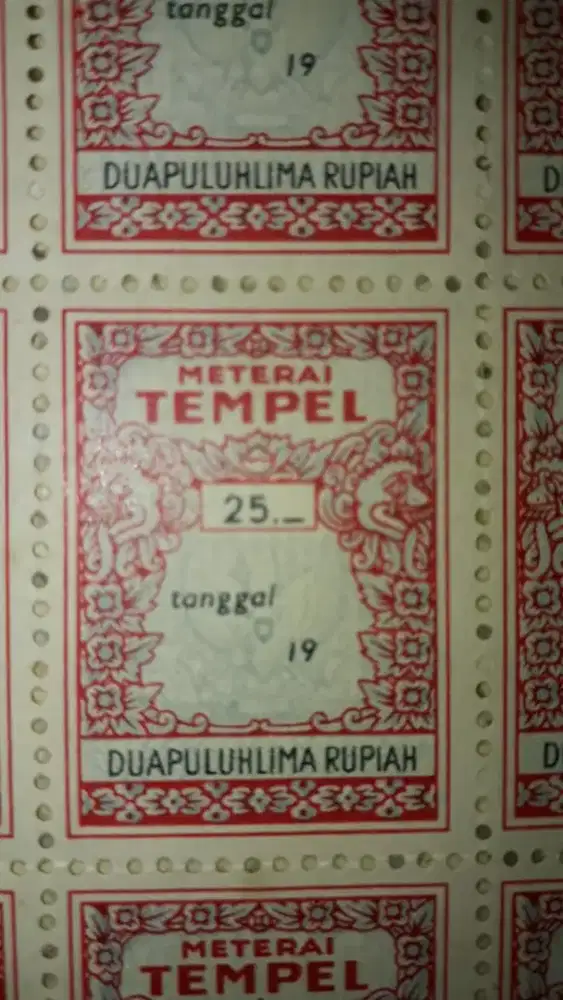 tanggal
19
DUAPULUHLIMA RUPIAH
D
METERAI
TEMPEL
25.—
tanggal
19
DUAPULUHLIMA RUPIAH
D
METERAI
TEMPEL